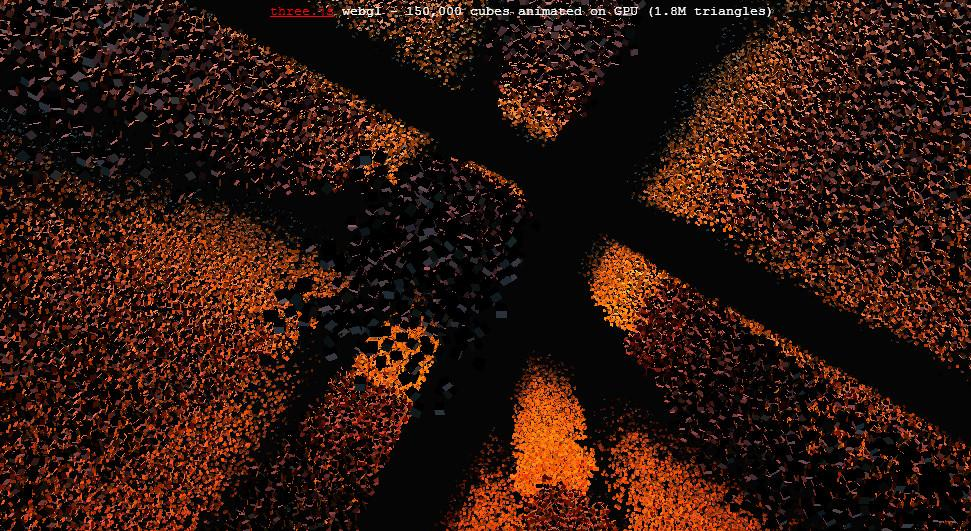 three.js webgl - 150,000 cubes animated on GPU (1.8M triangles)